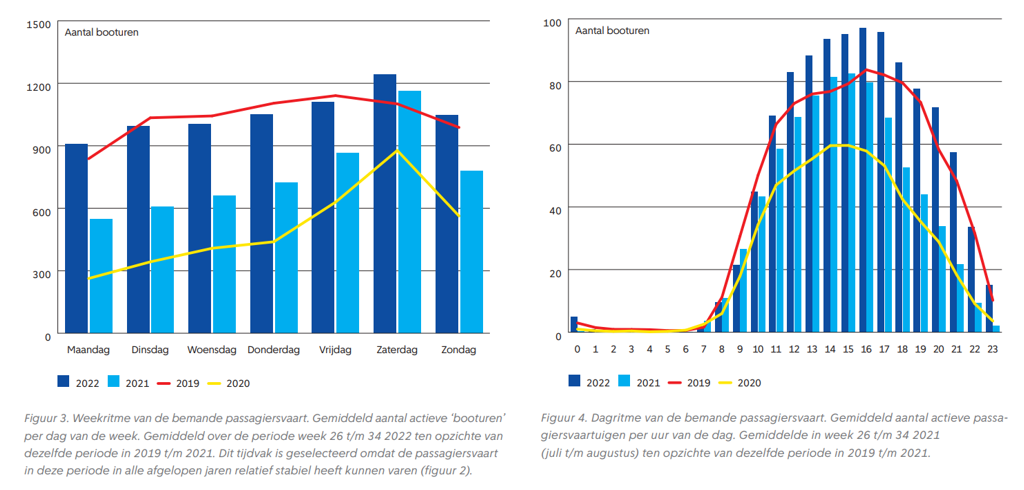 1500
Aantal booturen
1200
900
600
300
0
Maandag Dinsdag Woensdag Donderdag Vrijdag Zaterdag Zondag
2022 2021 2019 2020
Figuur 3. Weekritme van de bemande passagiersvaart. Gemiddeld aantal actieve ‘booturen’
per dag van de week. Gemiddeld over de periode week 26 t/m 34 2022 ten opzichte van
dezelfde periode in 2019 t/m 2021. Dit tijdvak is geselecteerd omdat de passagiersvaart
in deze periode in alle afgelopen jaren relatief stabiel heeft kunnen varen (figuur 2).
100
Aantal booturen
80
60
40
20
0
0 1 2 3 4 5 6 7 8 9 10 11 12 13 14 15 16 17 18 19 20 21 22 23
2022 2021 2019 2020
Figuur 4. Dagritme van de bemande passagiersvaart. Gemiddeld aantal actieve passa-
giersvaartuigen per uur van de dag. Gemiddelde in week 26 t/m 34 2021
(juli t/m augustus) ten opzichte van dezelfde periode in 2019 t/m 2021.